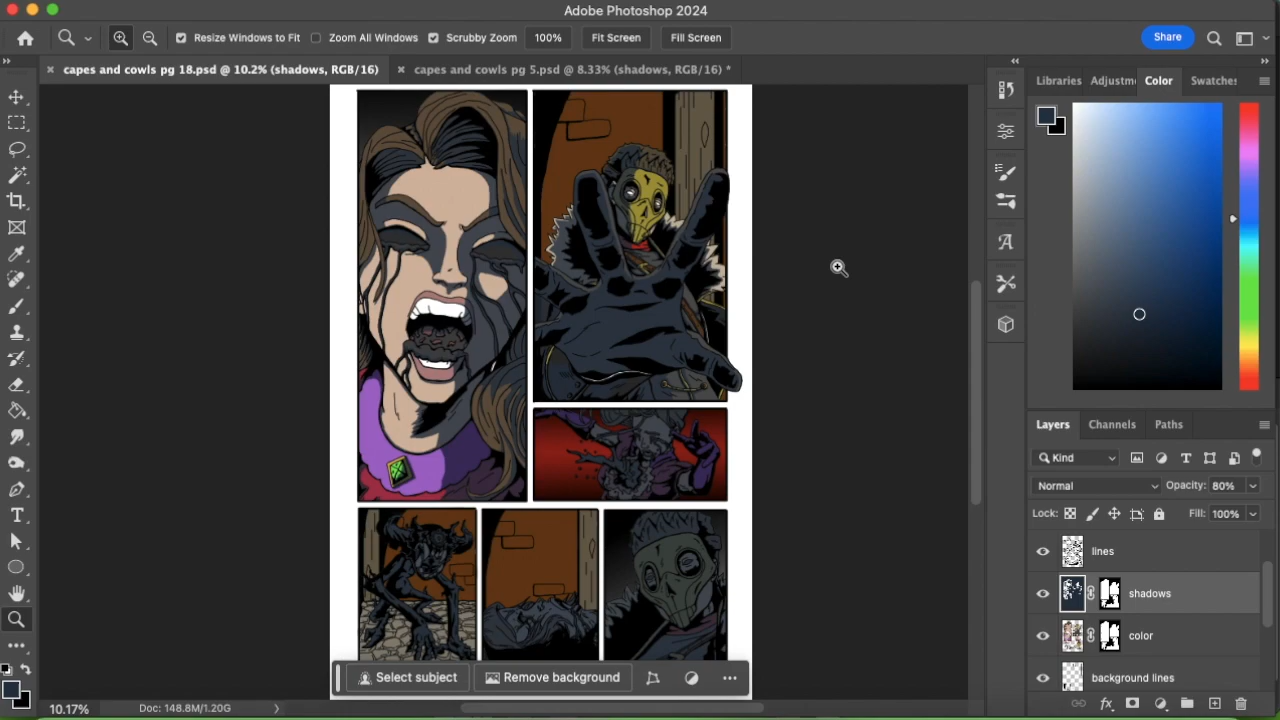 Adobe Photoshop 2024
Resize Windows to Fit Zoom All Windows Scrubby Zoom 100% Fit Screen Fill Screen Share
capes and cowls pg 18.psd @ 10.2% (shadows, RGB/16) capes and cowls pg 5.psd @ 8.33% (shadows, RGB/16) *
Libraries Adjustm Color Swatches
Layers Channels Paths
Kind
Normal Opacity: 80%
Lock: Fill: 100%
lines
shadows
color
background lines
Select subject Remove background
10.17% Doc: 148.8M/1.20G